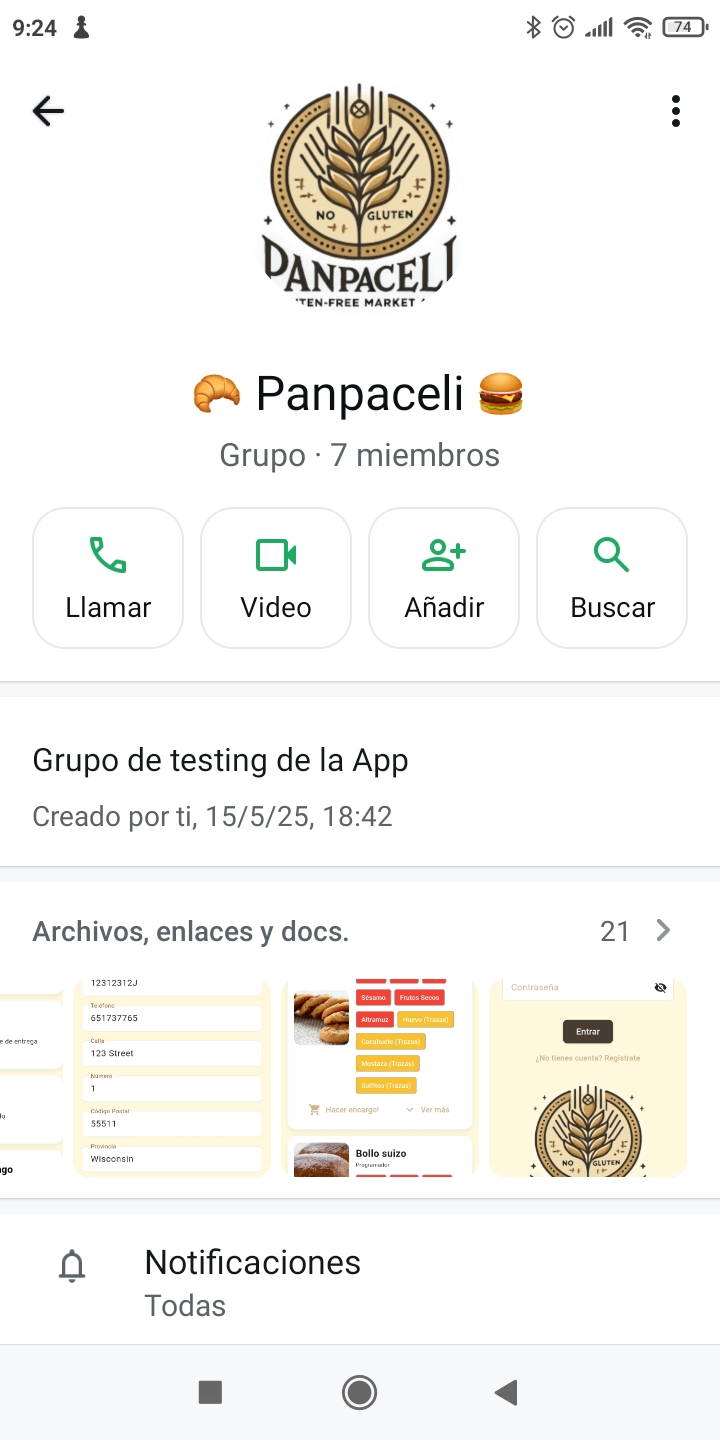 9:24
74
NO GLUTEN
PANPACELI
TEN-FREE MARKET
🥐 Panpaceli 🍔
Grupo · 7 miembros
Llamar
Video
Añadir
Buscar
Grupo de testing de la App
Creado por ti, 15/5/25, 18:42
Archivos, enlaces y docs.
21
e de entrega
12312312J
Teléfono
651737765
Calle
123 Street
Número
1
Código Postal
55511
Provincia
Wisconsin
Sésamo
Frutos Secos
Altramuz
Huevo (Trazas)
Cacahuete (Trazas)
Mostaza (Trazas)
Sulfitos (Trazas)
Hacer encargo!
Ver más
Bollo suizo
Programador
Contraseña
Entrar
¿No tienes cuenta? Regístrate
NO GLUTEN
Notificaciones
Todas